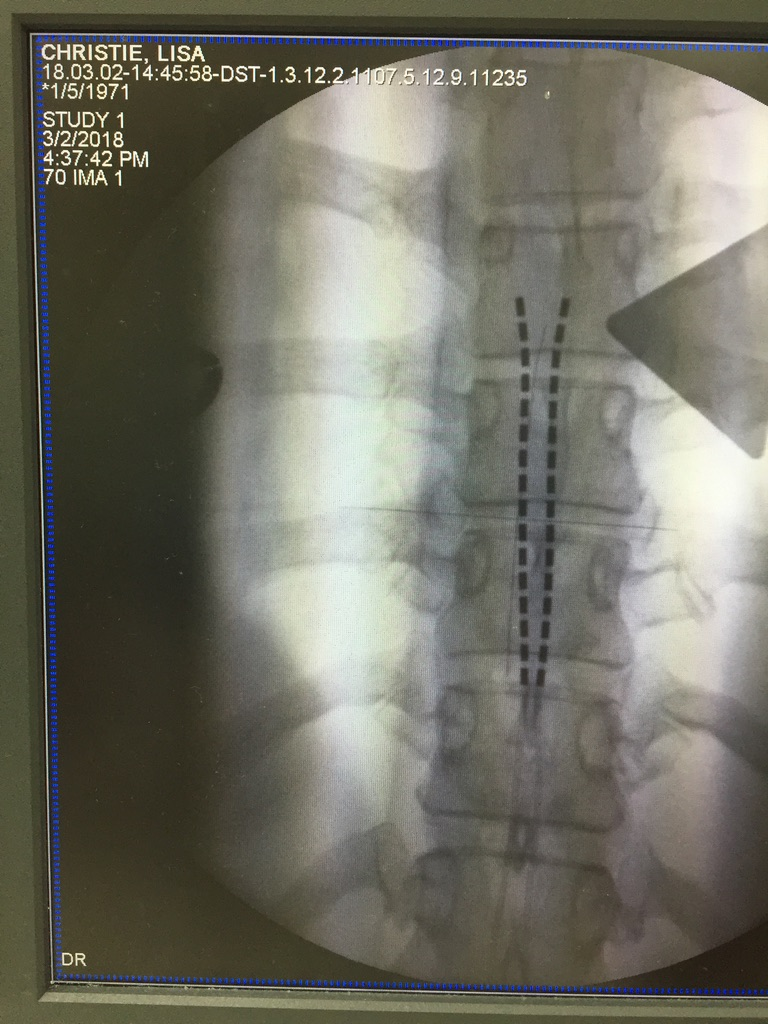 CHRISTIE, LISA
18.03.02-14:45:58-DST-1.3.12.2.1107.5.12.9.11235
*1/5/1971
STUDY 1
3/2/2018
4:37:42 PM
70 IMA 1
DR